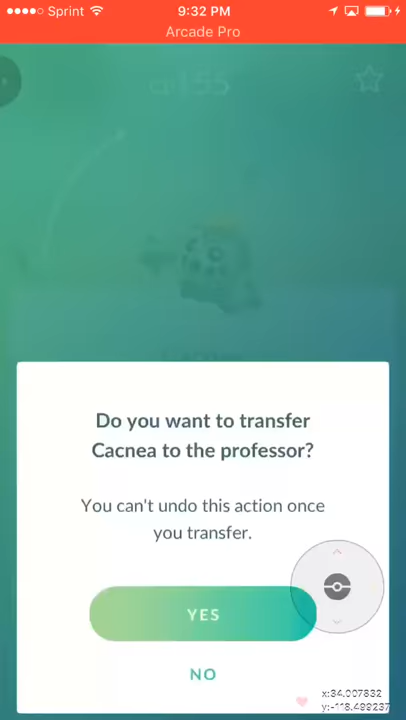 Sprint 9:32 PM
Arcade Pro
Do you want to transfer
Cacnea to the professor?
You can't undo this action once
you transfer.
YES
NO
x:34.007832
y:-118.499237